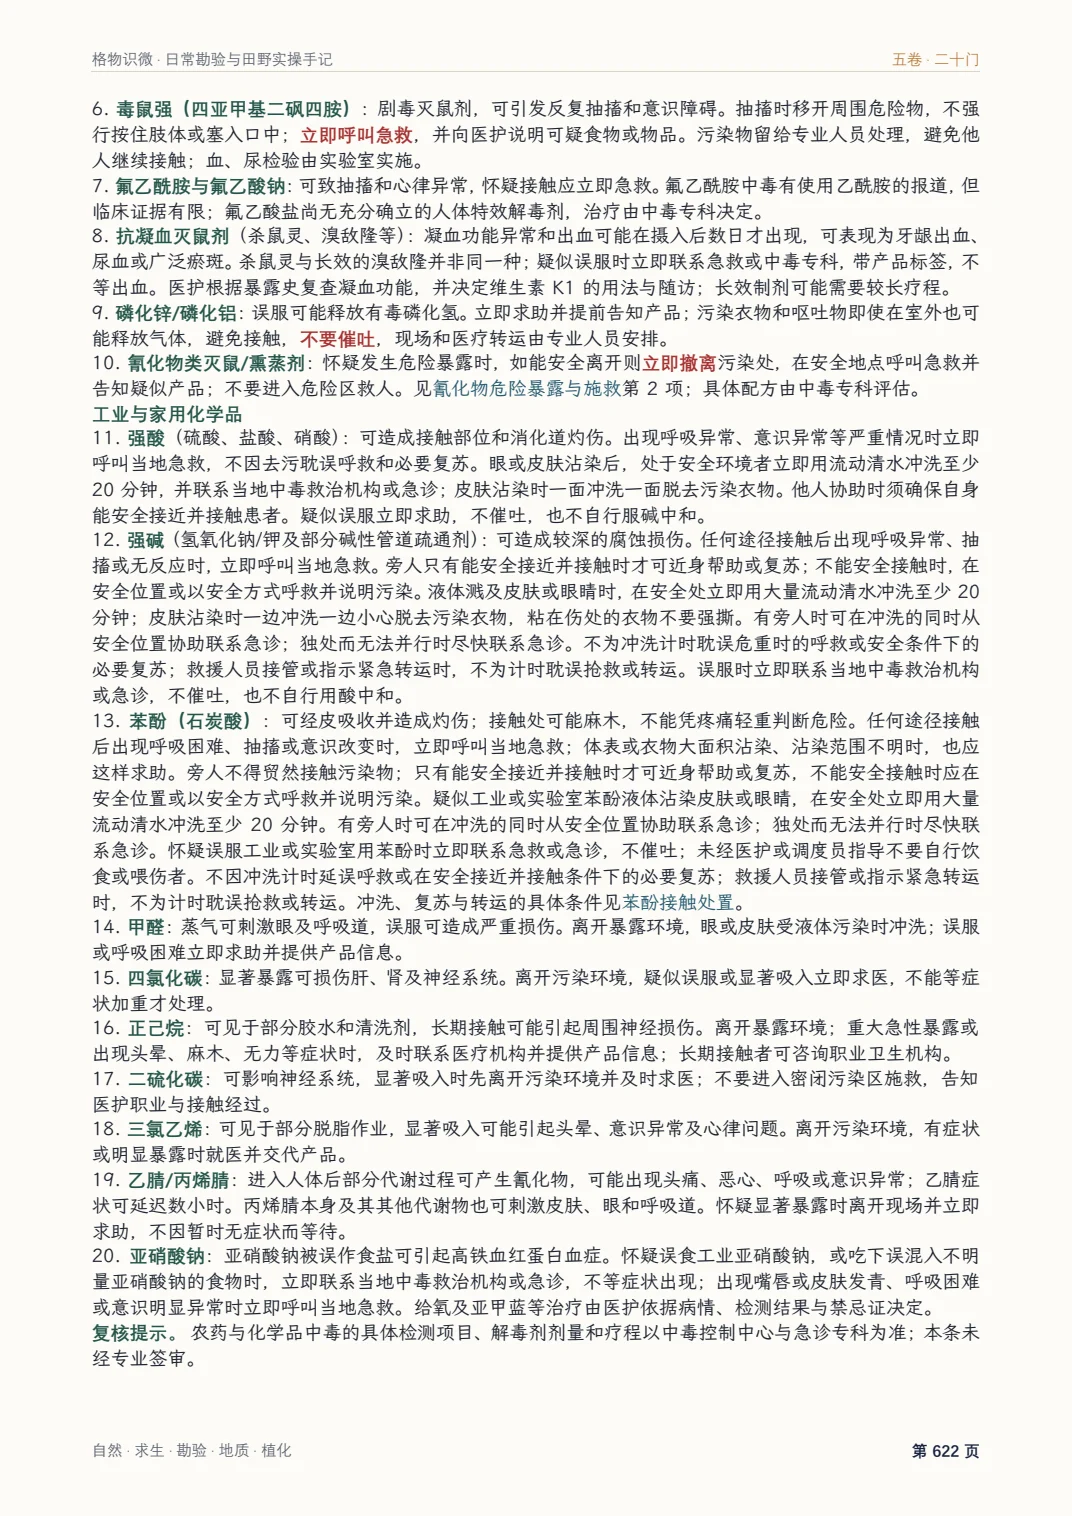 格物识微 · 日常勘验与田野实操手记
五卷 · 二十门
6. 毒鼠强（四亚甲基二砜四胺）：剧毒灭鼠剂，可引发反复抽搐和意识障碍。抽搐时移开周围危险物，不强
行按住肢体或塞入口中；立即呼叫急救，并向医护说明可疑食物或物品。污染物留给专业人员处理，避免他
人继续接触；血、尿检验由实验室实施。
7. 氟乙酰胺与氟乙酸钠：可致抽搐和心律异常，怀疑接触应立即急救。氟乙酰胺中毒有使用乙酰胺的报道，但
临床证据有限；氟乙酸盐尚无充分确立的人体特效解毒剂，治疗由中毒专科决定。
8. 抗凝血灭鼠剂（杀鼠灵、溴敌隆等）：凝血功能异常和出血可能在摄入后数日才出现，可表现为牙龈出血、
尿血或广泛瘀斑。杀鼠灵与长效的溴敌隆并非同一种；疑似误服时立即联系急救或中毒专科，带产品标签，不
等出血。医护根据暴露史复查凝血功能，并决定维生素 K1 的用法与随访；长效制剂可能需要较长疗程。
9. 磷化锌/磷化铝：误服可能释放有毒磷化氢。立即求助并提前告知产品；污染衣物和呕吐物即使在室外也可
能释放气体，避免接触，不要催吐，现场和医疗转运由专业人员安排。
10. 氰化物类灭鼠/熏蒸剂：怀疑发生危险暴露时，如能安全离开则立即撤离污染处，在安全地点呼叫急救并
告知疑似产品；不要进入危险区救人。见氰化物危险暴露与施救第 2 项；具体配方由中毒专科评估。
工业与家用化学品
11. 强酸（硫酸、盐酸、硝酸）：可造成接触部位和消化道灼伤。出现呼吸异常、意识异常等严重情况时立即
呼叫当地急救，不因去污耽误呼救和必要复苏。眼或皮肤沾染后，处于安全环境者立即用流动清水冲洗至少
20 分钟，并联系当地中毒救治机构或急诊；皮肤沾染时一面冲洗一面脱去污染衣物。他人协助时须确保自身
能安全接近并接触患者。疑似误服立即求助，不催吐，也不自行服碱中和。
12. 强碱（氢氧化钠/钾及部分碱性管道疏通剂）：可造成较深的腐蚀损伤。任何途径接触后出现呼吸异常、抽
搐或无反应时，立即呼叫当地急救。旁人只有能安全接近并接触时才可近身帮助或复苏；不能安全接触时，在
安全位置或以安全方式呼救并说明污染。液体溅及皮肤或眼睛时，在安全处立即用大量流动清水冲洗至少 20
分钟；皮肤沾染时一边冲洗一边小心脱去污染衣物，粘在伤处的衣物不要强撕。有旁人时可在冲洗的同时从
安全位置协助联系急诊；独处而无法并行时尽快联系急诊。不为冲洗计时耽误危重时的呼救或安全条件下的
必要复苏；救援人员接管或指示紧急转运时，不为计时耽误抢救或转运。误服时立即联系当地中毒救治机构
或急诊，不催吐，也不自行用酸中和。
13. 苯酚（石炭酸）：可经皮吸收并造成灼伤；接触处可能麻木，不能凭疼痛轻重判断危险。任何途径接触
后出现呼吸困难、抽搐或意识改变时，立即呼叫当地急救；体表或衣物大面积沾染、沾染范围不明时，也应
这样求助。旁人不得贸然接触污染物；只有能安全接近并接触时才可近身帮助或复苏，不能安全接触时应在
安全位置或以安全方式呼救并说明污染。疑似工业或实验室苯酚液体沾染皮肤或眼睛，在安全处立即用大量
流动清水冲洗至少 20 分钟。有旁人时可在冲洗的同时从安全位置协助联系急诊；独处而无法并行时尽快联
系急诊。怀疑误服工业或实验室用苯酚时立即联系急救或急诊，不催吐；未经医护或调度员指导不要自行饮
食或喂伤者。不因冲洗计时延误呼救或在安全接近并接触条件下的必要复苏；救援人员接管或指示紧急转运
时，不为计时耽误抢救或转运。冲洗、复苏与转运的具体条件见苯酚接触处置。
14. 甲醛：蒸气可刺激眼及呼吸道，误服可造成严重损伤。离开暴露环境，眼或皮肤受液体污染时冲洗；误服
或呼吸困难立即求助并提供产品信息。
15. 四氯化碳：显著暴露可损伤肝、肾及神经系统。离开污染环境，疑似误服或显著吸入立即求医，不能等症
状加重才处理。
16. 正己烷：可见于部分胶水和清洗剂，长期接触可能引起周围神经损伤。离开暴露环境；重大急性暴露或
出现头晕、麻木、无力等症状时，及时联系医疗机构并提供产品信息；长期接触者可咨询职业卫生机构。
17. 二硫化碳：可影响神经系统，显著吸入时先离开污染环境并及时求医；不要进入密闭污染区施救，告知
医护职业与接触经过。
18. 三氯乙烯：可见于部分脱脂作业，显著吸入可能引起头晕、意识异常及心律问题。离开污染环境，有症状
或明显暴露时就医并交代产品。
19. 乙腈/丙烯腈：进入人体后部分代谢过程可产生氰化物，可能出现头痛、恶心、呼吸或意识异常；乙腈症
状可延迟数小时。丙烯腈本身及其其他代谢物也可刺激皮肤、眼和呼吸道。怀疑显著暴露时离开现场并立即
求助，不因暂时无症状而等待。
20. 亚硝酸钠：亚硝酸钠被误作食盐可引起高铁血红蛋白血症。怀疑误食工业亚硝酸钠，或吃下误混入不明
量亚硝酸钠的食物时，立即联系当地中毒救治机构或急诊，不等症状出现；出现嘴唇或皮肤发青、呼吸困难
或意识明显异常时立即呼叫当地急救。给氧及亚甲蓝等治疗由医护依据病情、检测结果与禁忌证决定。
复核提示。 农药与化学品中毒的具体检测项目、解毒剂剂量和疗程以中毒控制中心与急诊专科为准；本条未
经专业签审。
自然 · 求生 · 勘验 · 地质 · 植化
第 622 页